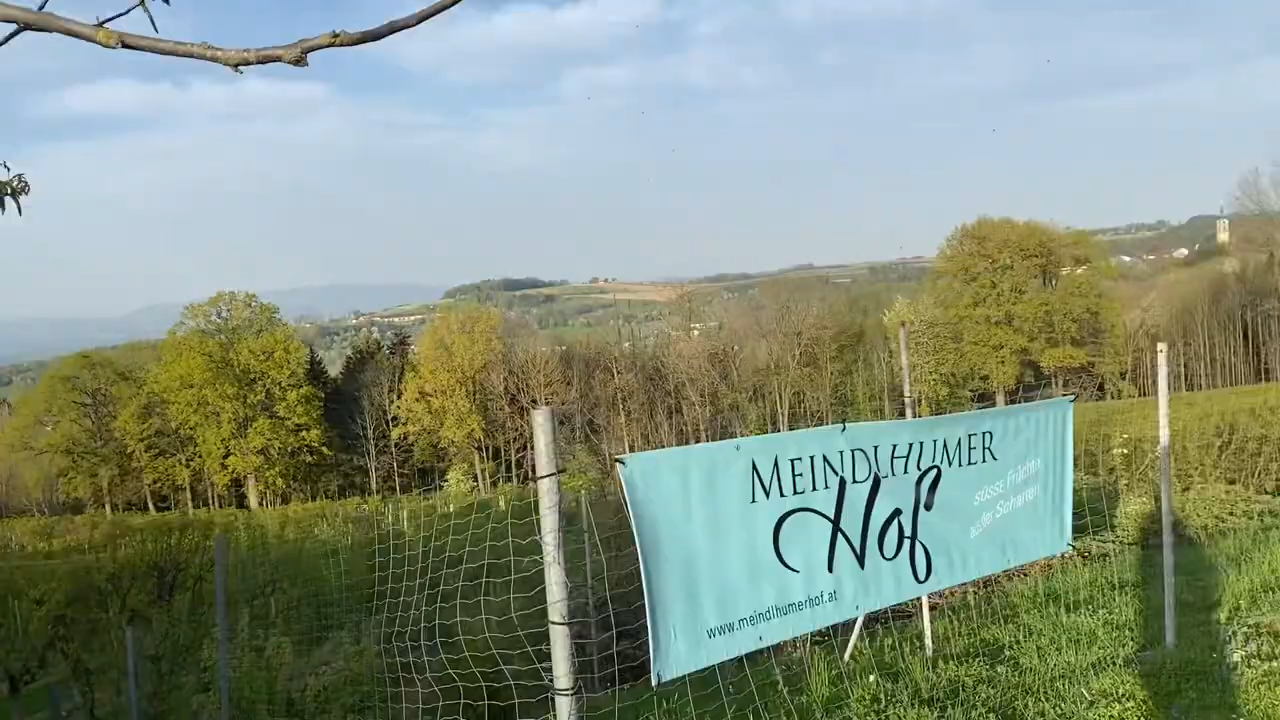 MEINDLHUMER
Hof
süsse Früchte
aus der Scharten
www.meindlhumerhof.at